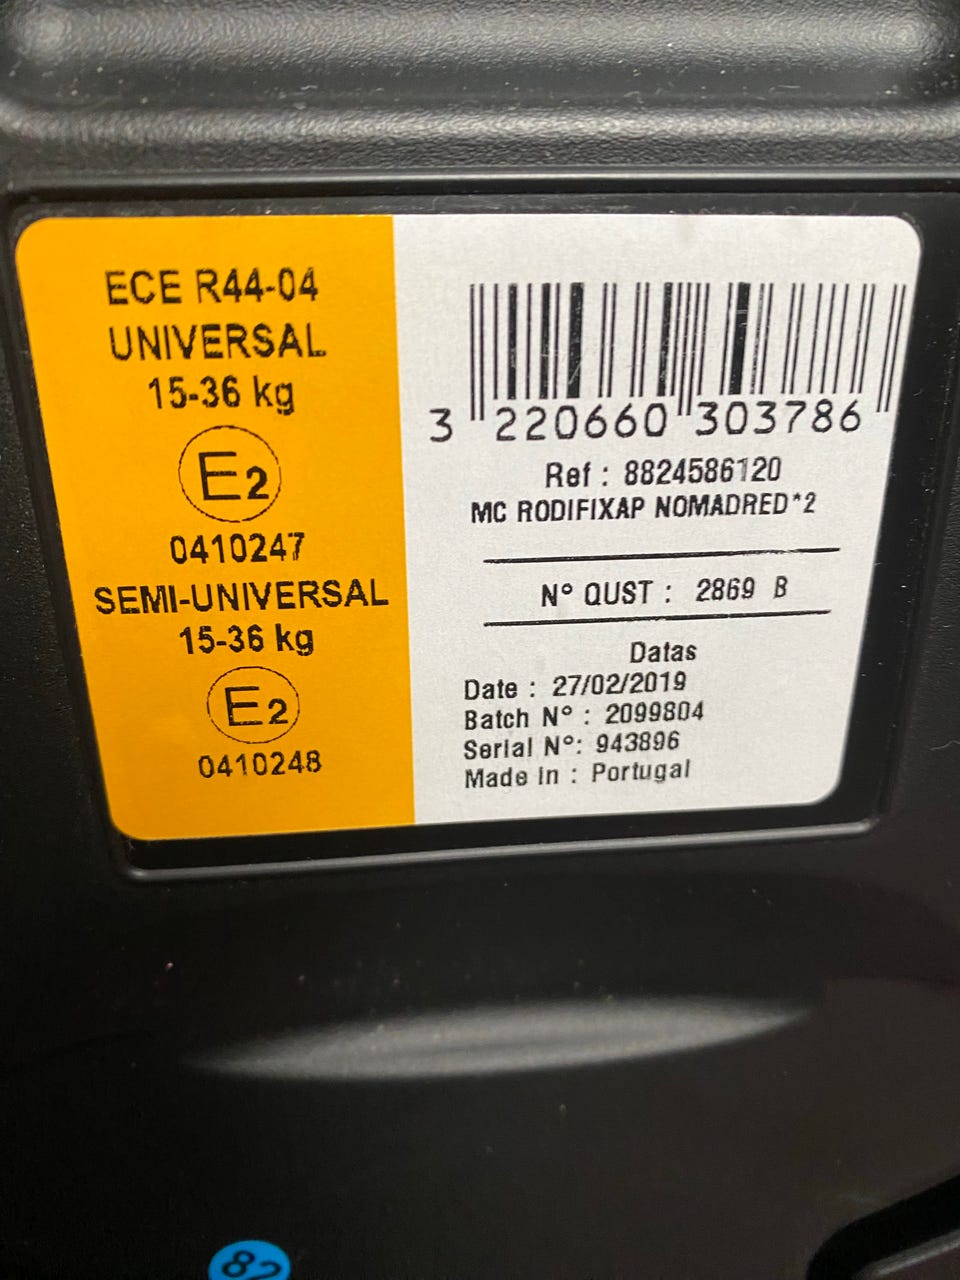 ECE R44-04
UNIVERSAL
15-36 kg
E2
0410247
SEMI-UNIVERSAL
15-36 kg
E2
0410248
3 220660 303786
Ref : 8824586120
MC RODIFIXAP NOMADRED*2
N° QUST : 2869 B
Datas
Date : 27/02/2019
Batch N° : 2099804
Serial N°: 943896
Made In : Portugal
82